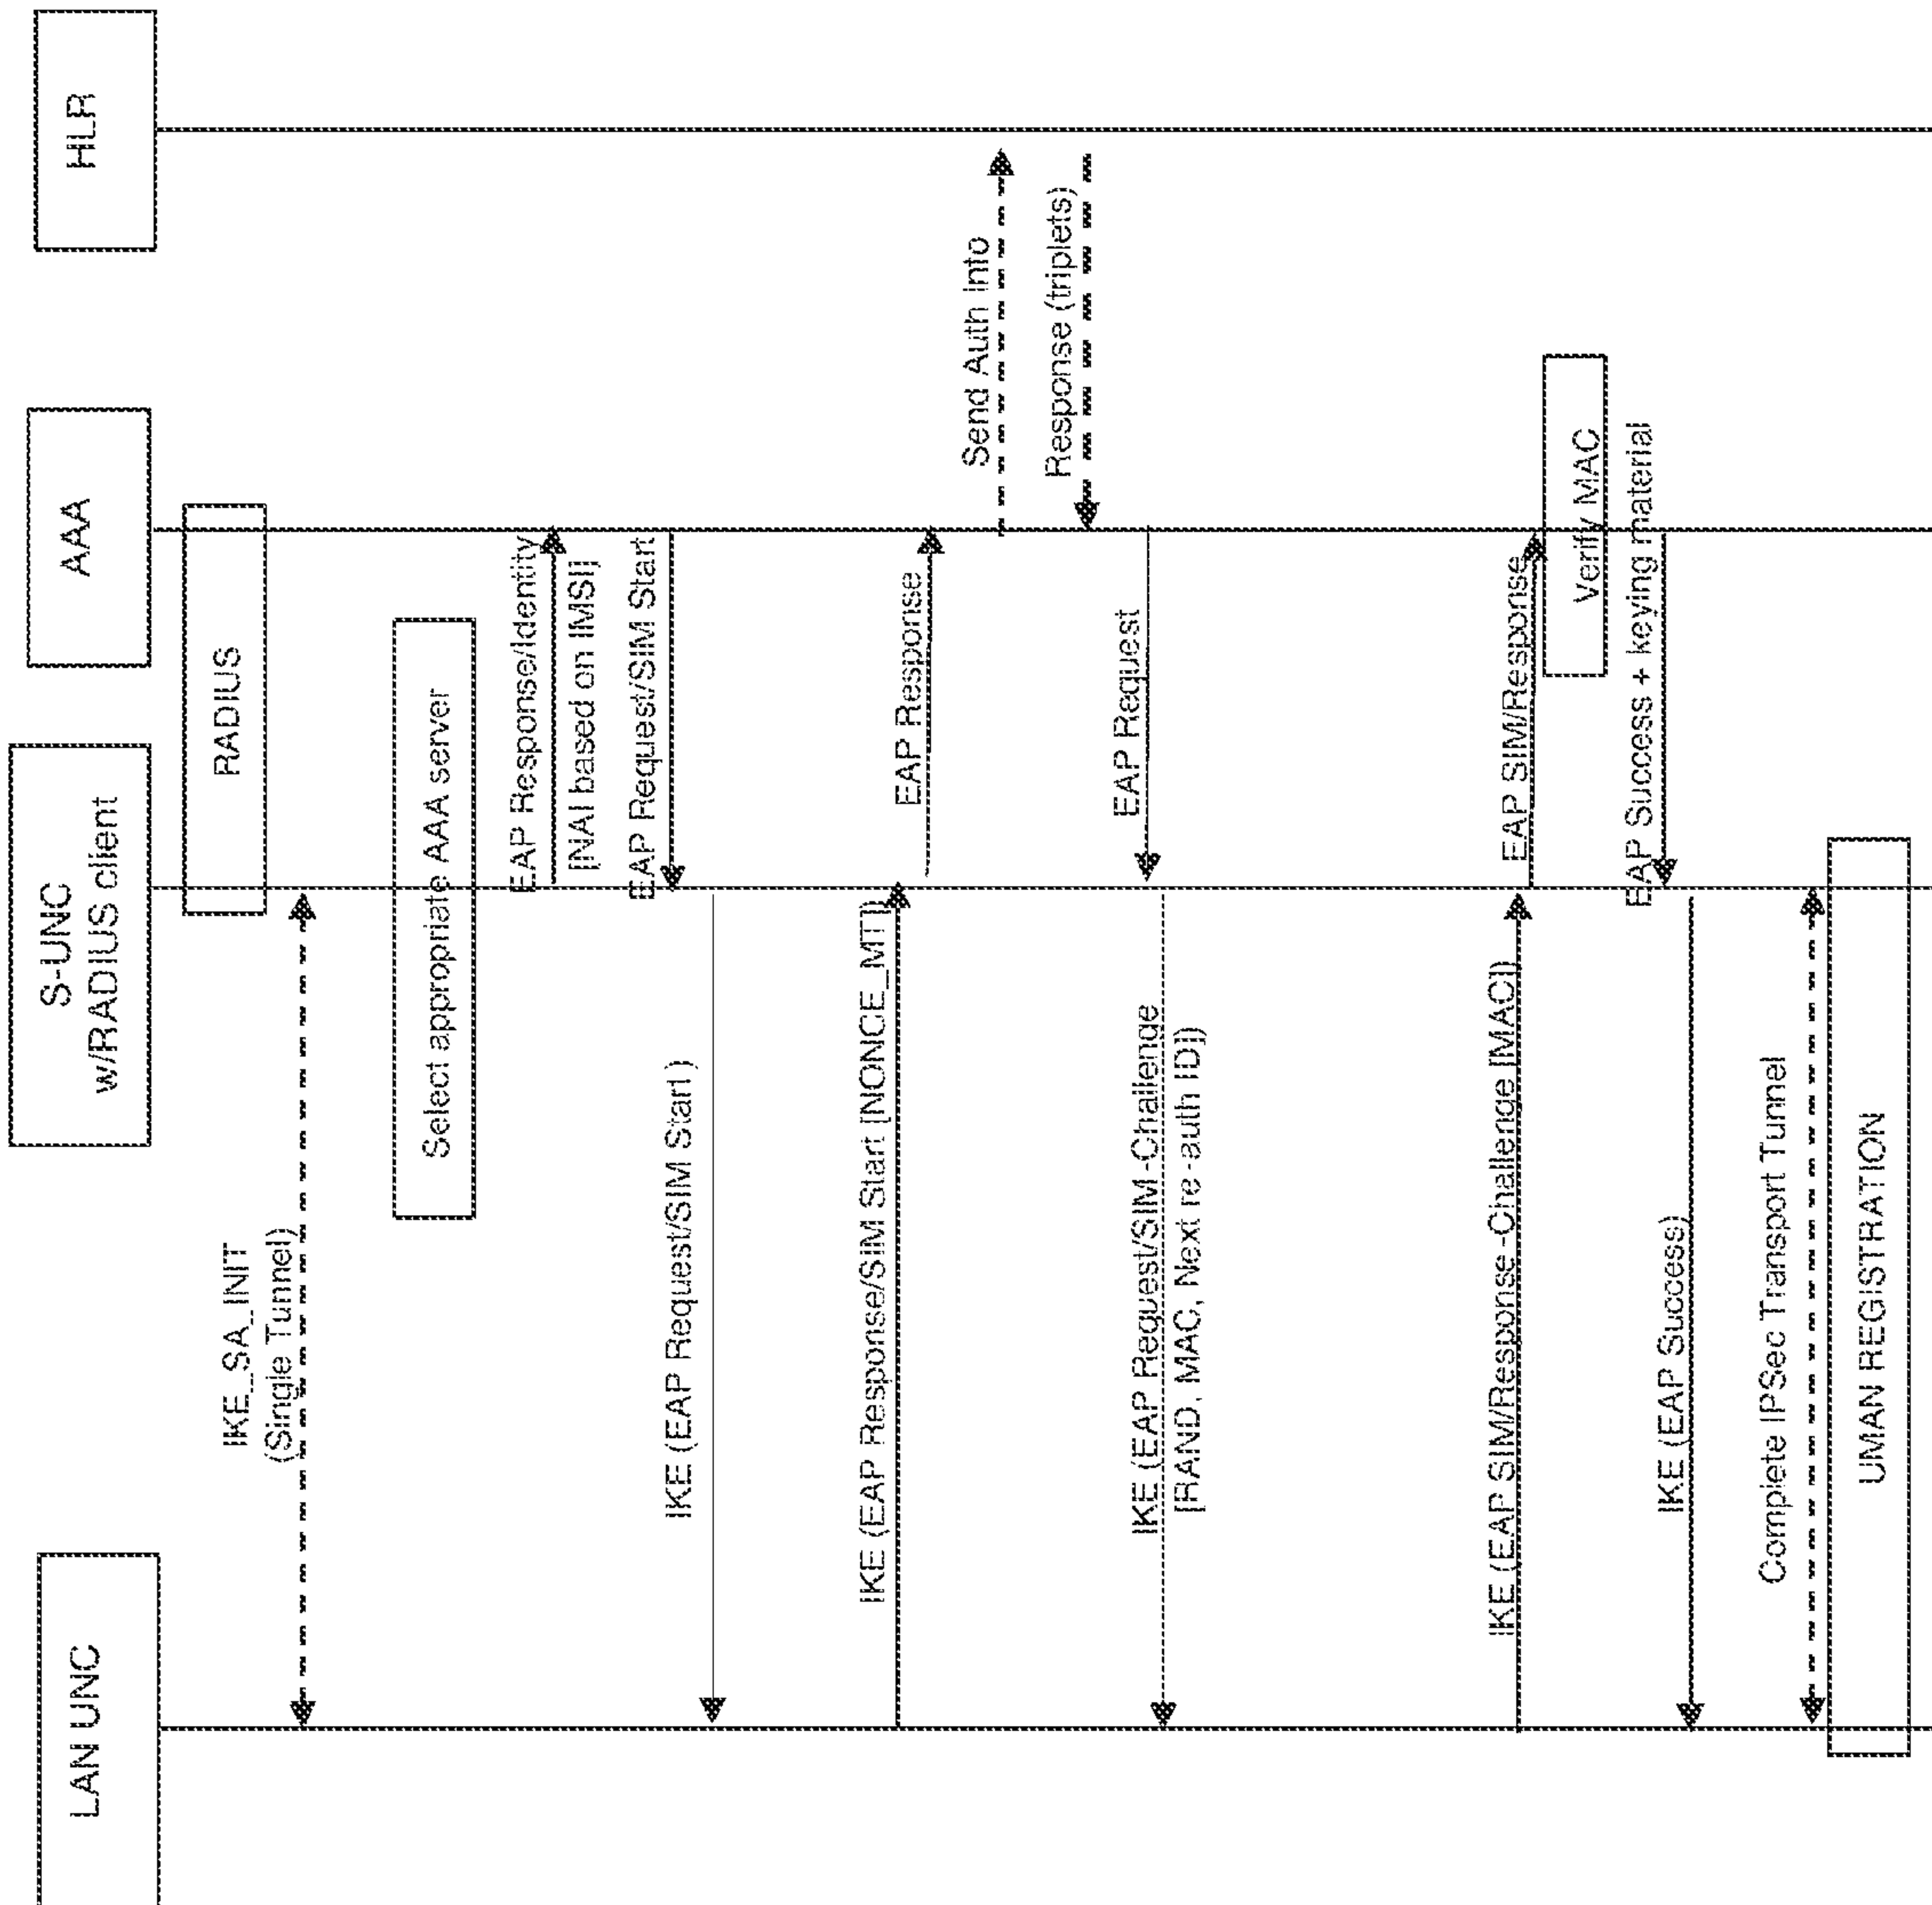 LAN UNC
S-UNC
w/RADIUS client
AAA
HLR
RADIUS
IKE_SA_INIT
(Single Tunnel)
Select appropriate AAA server
EAP Response/Identity
[NAI based on IMSI]
EAP Request/SIM Start
IKE (EAP Request/SIM Start )
IKE (EAP Response/SIM Start [NONCE_MT])
EAP Response
Send Auth Into
Response (triplets)
EAP Request
IKE (EAP Request/SIM -Challenge
[RAND, MAC, Next re -auth ID])
IKE (EAP SIM/Response -Challenge [MAC])
EAP SIM/Response
Verify MAC
EAP Success + keying material
IKE (EAP Success)
Complete IPSec Transport Tunnel
UMAN REGISTRATION